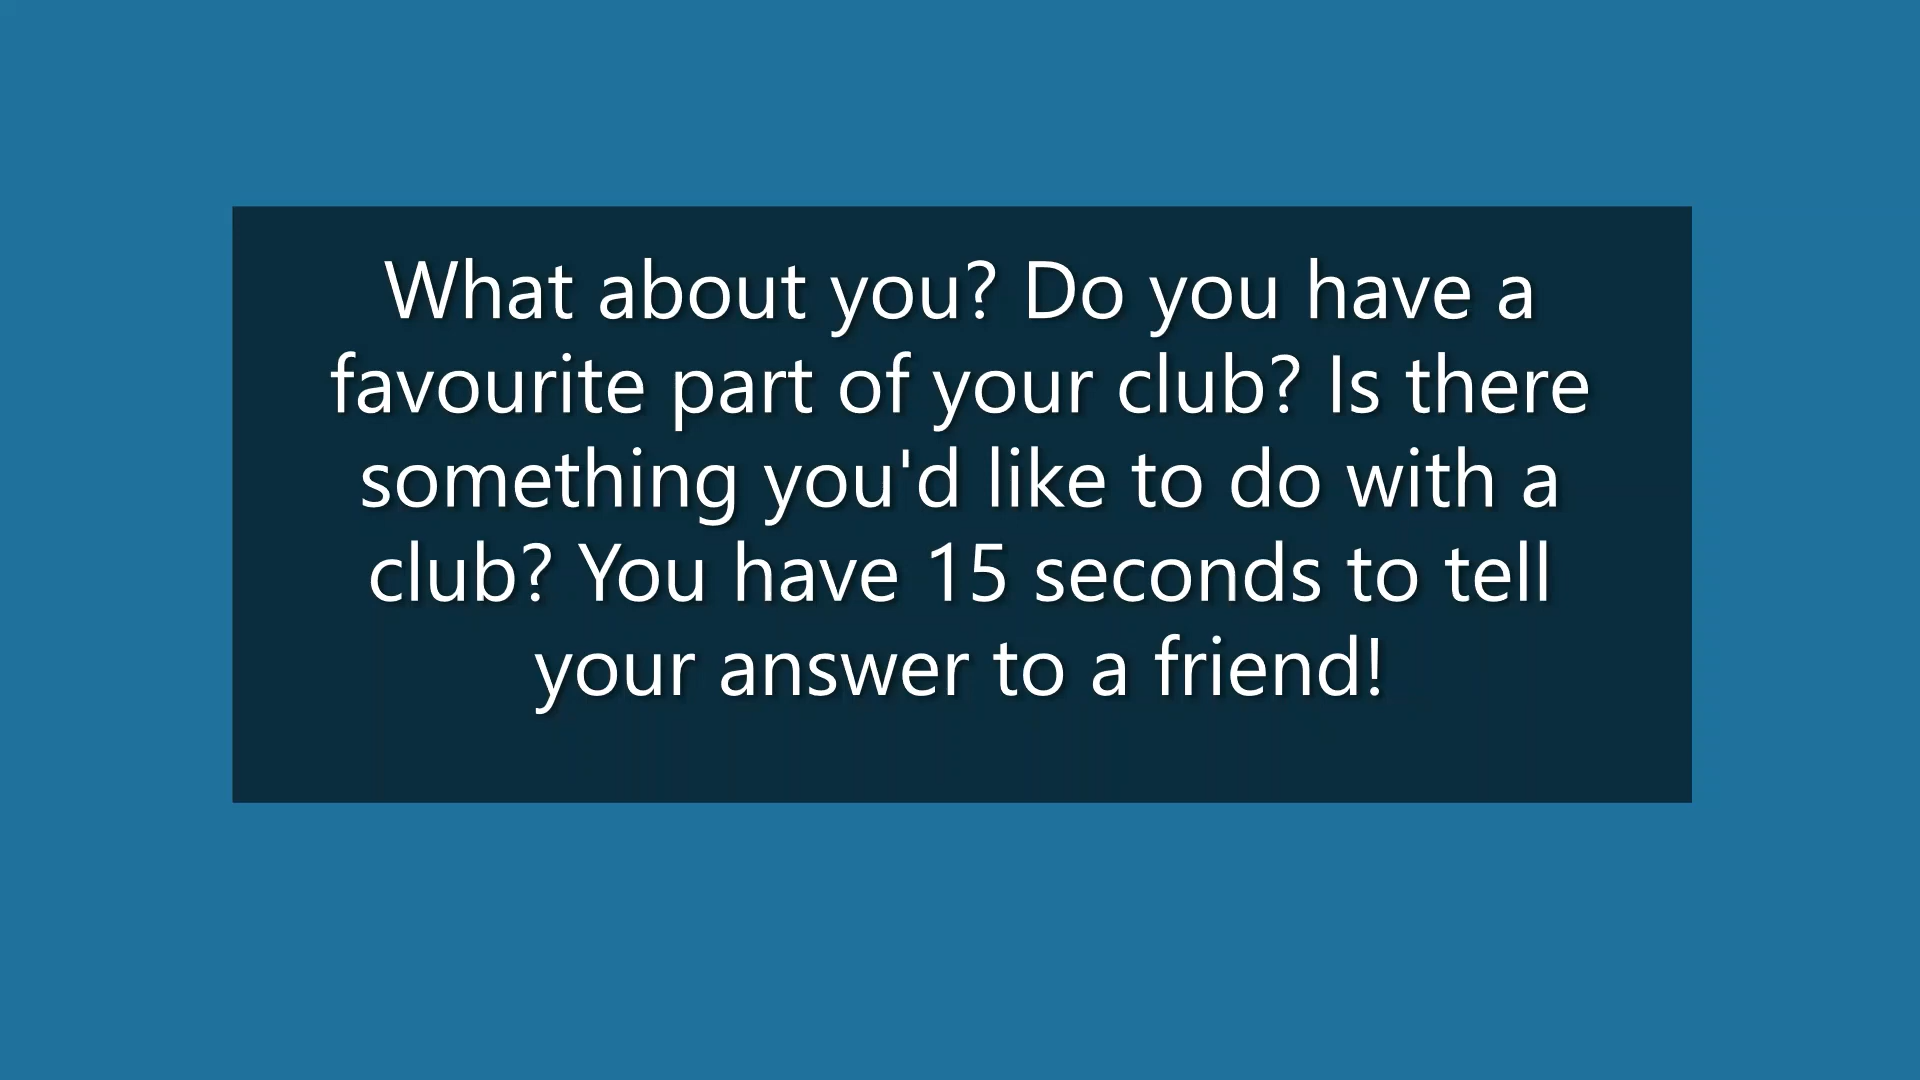 What about you? Do you have a
favourite part of your club? Is there
something you'd like to do with a
club? You have 15 seconds to tell
your answer to a friend!